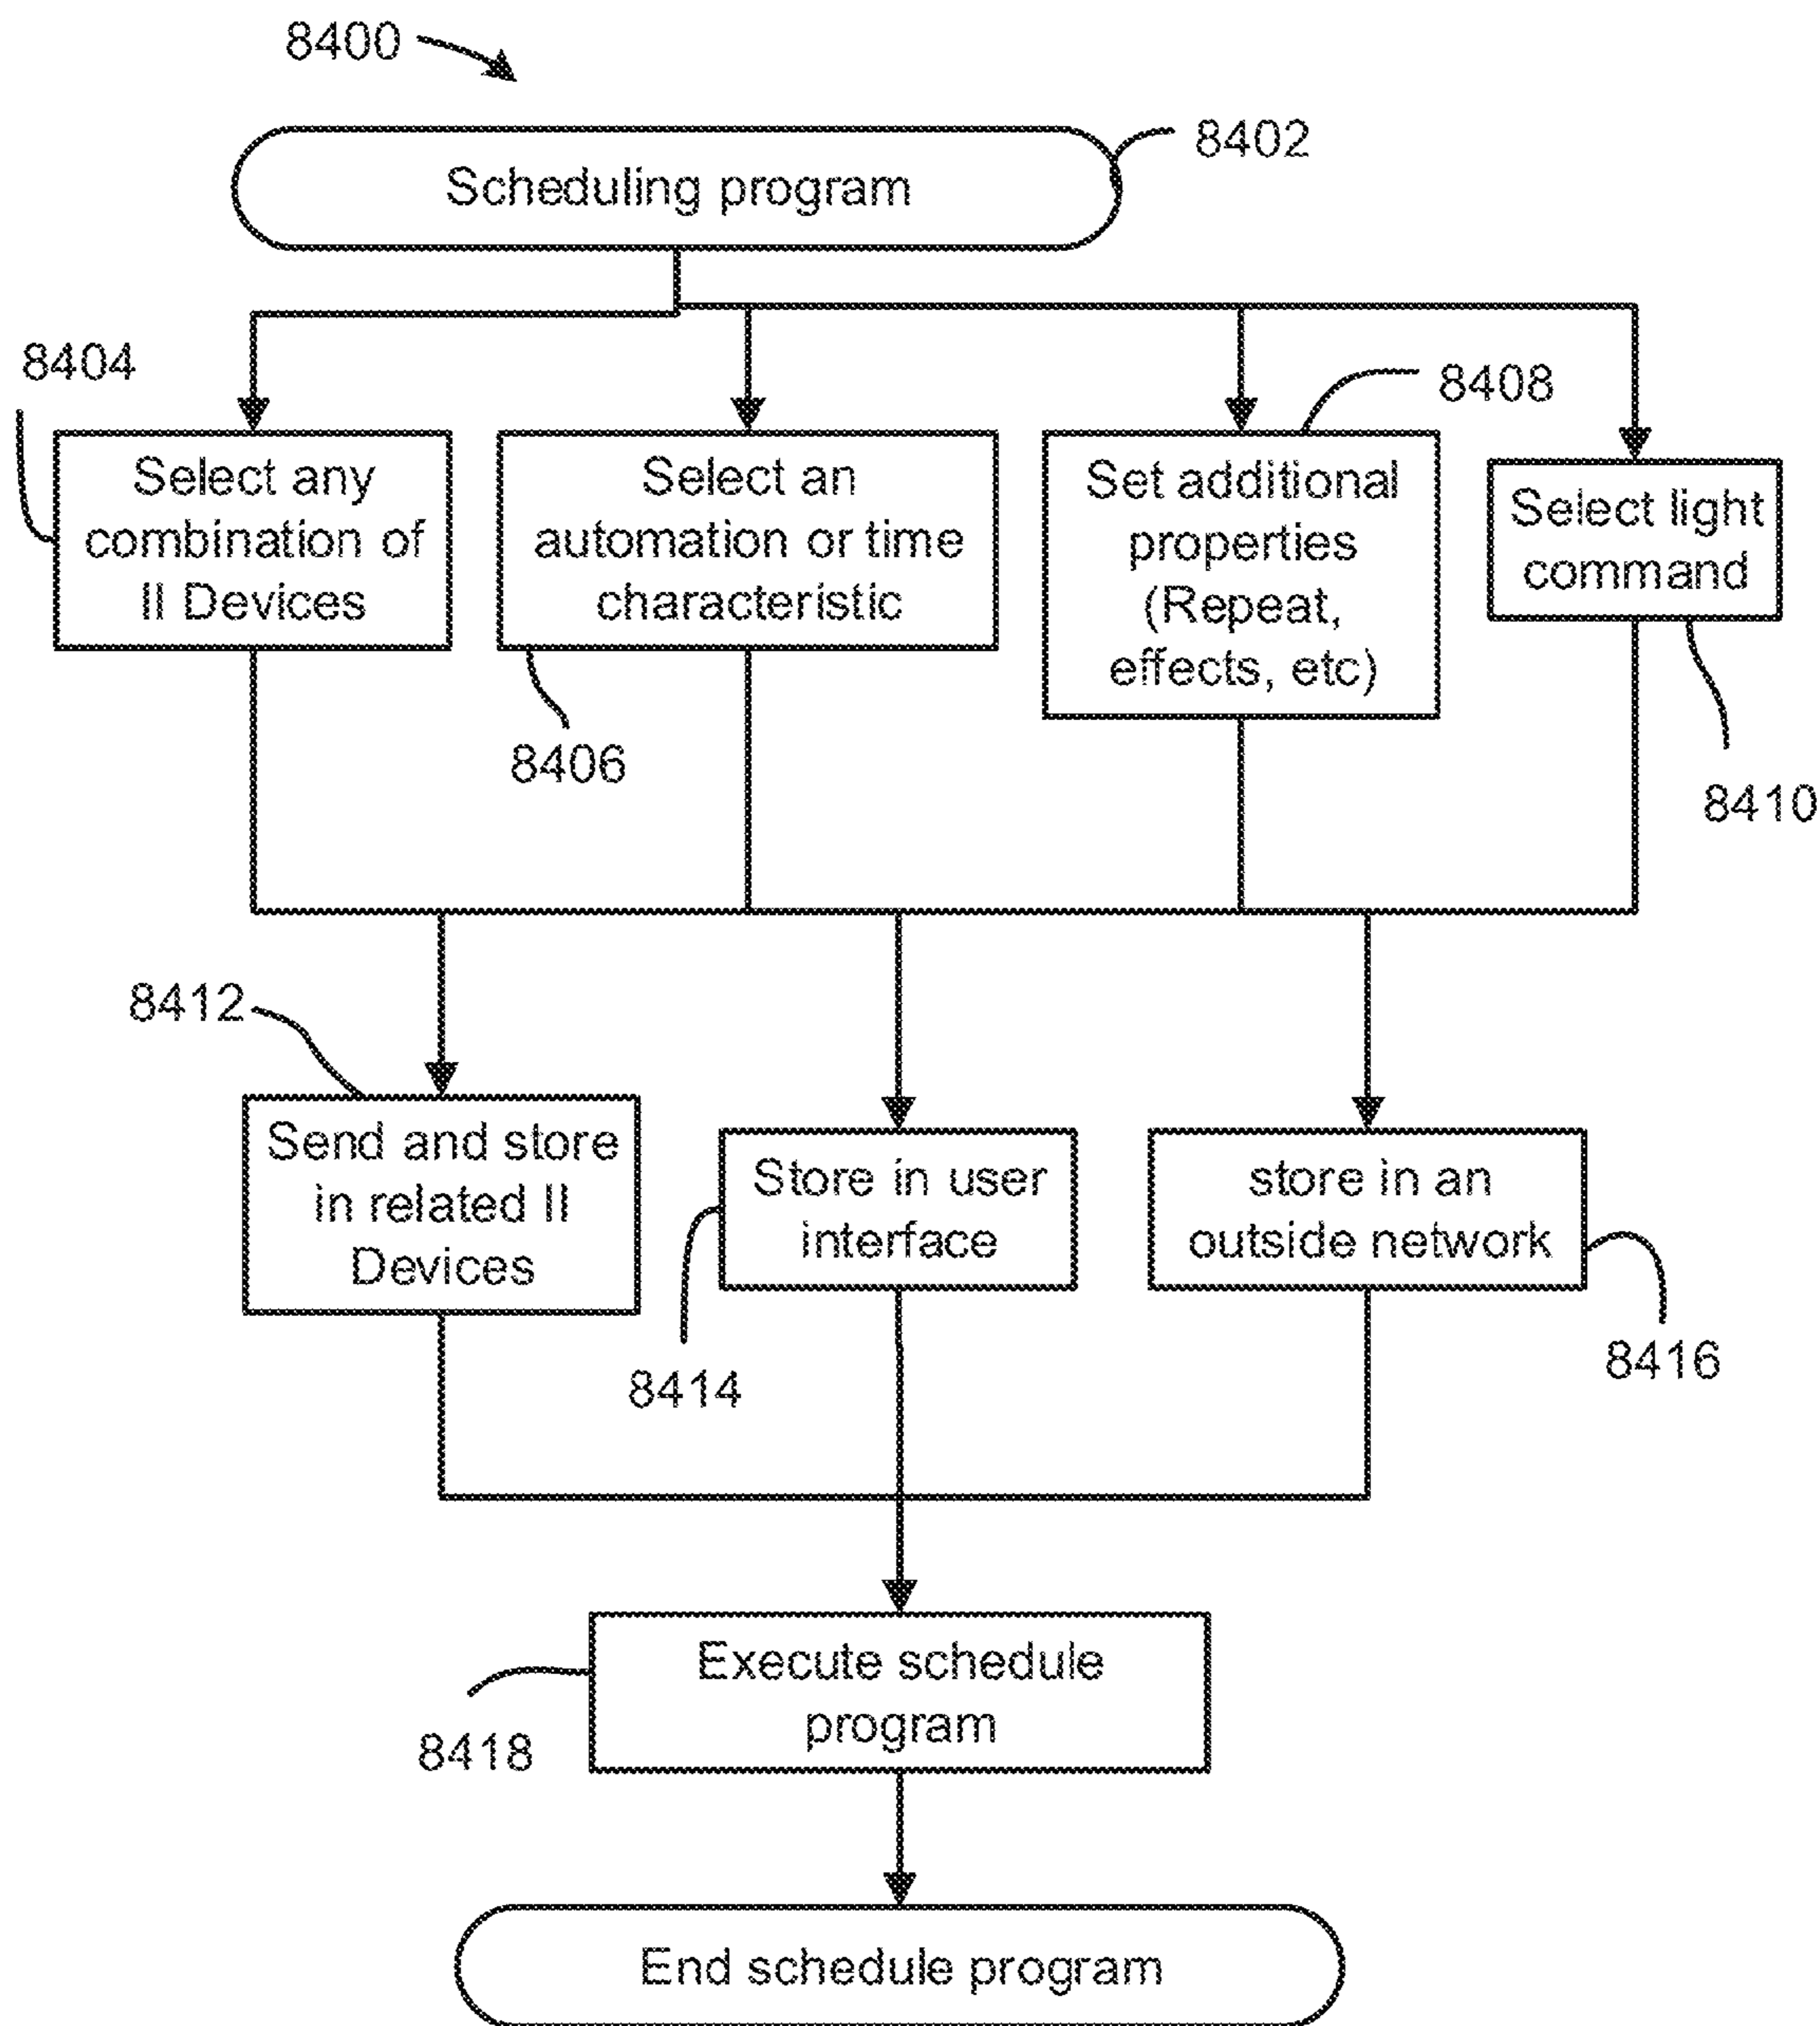 8400
8402
Scheduling program
8404
8408
Select any
combination of
II Devices
Select an
automation or time
characteristic
Set additional
properties
(Repeat,
effects, etc)
Select light
command
8406
8410
8412
Send and store
in related II
Devices
Store in user
interface
store in an
outside network
8414
8416
Execute schedule
program
8418
End schedule program